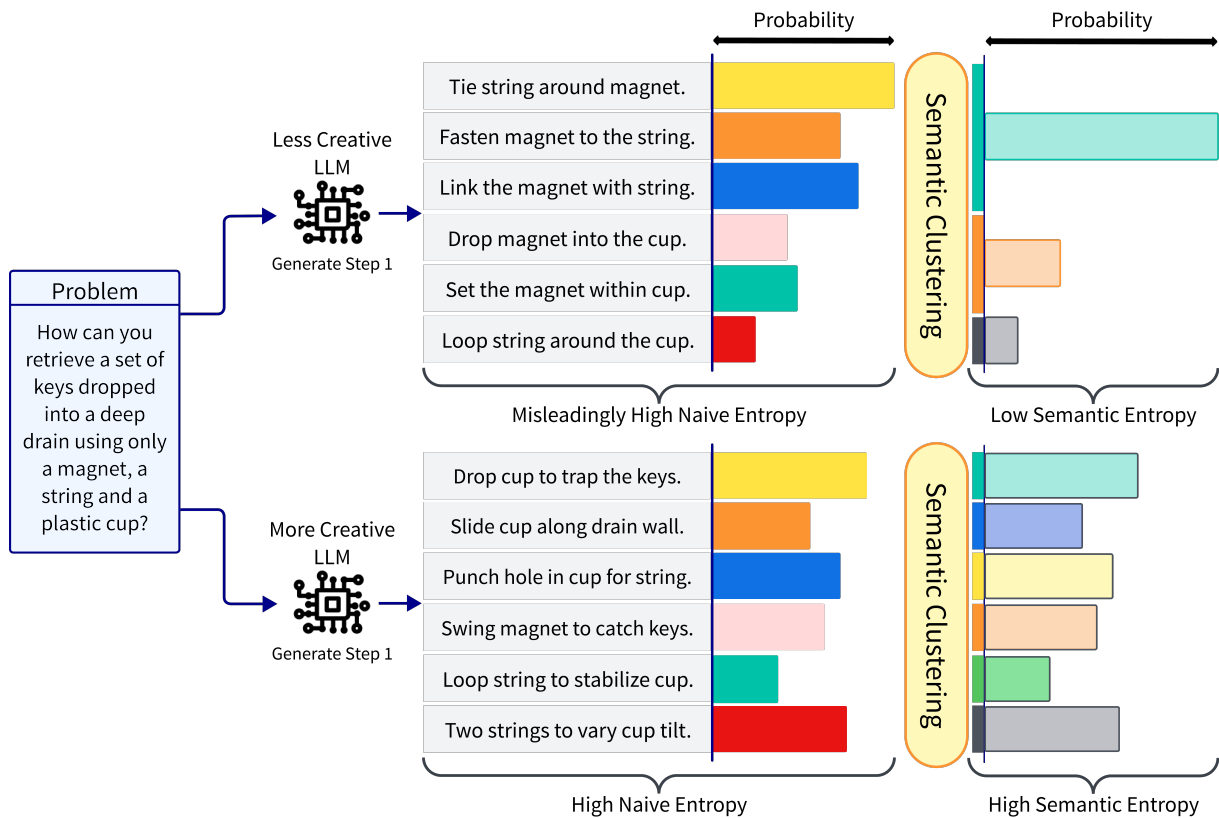 Probability
Probability
Less Creative
LLM
Generate Step 1
Tie string around magnet.
Fasten magnet to the string.
Link the magnet with string.
Drop magnet into the cup.
Set the magnet within cup.
Loop string around the cup.
Semantic Clustering
Misleadingly High Naive Entropy
Low Semantic Entropy
Problem
How can you
retrieve a set of
keys dropped
into a deep
drain using only
a magnet, a
string and a
plastic cup?
More Creative
LLM
Generate Step 1
Drop cup to trap the keys.
Slide cup along drain wall.
Punch hole in cup for string.
Swing magnet to catch keys.
Loop string to stabilize cup.
Two strings to vary cup tilt.
Semantic Clustering
High Naive Entropy
High Semantic Entropy